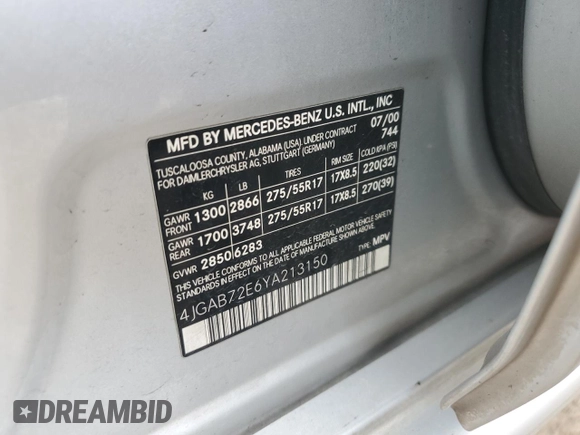 MFD BY MERCEDES-BENZ U.S. INTL., INC
TUSCALOOSA COUNTY, ALABAMA (USA), UNDER CONTRACT 07/00
FOR DAIMLERCHRYSLER AG, STUTTGART (GERMANY) 744
KG LB TIRES RIM SIZE COLD KPA (PSI)
GAWR FRONT 1300 2866 275/55R17 17X8.5 220(32)
GAWR REAR 1700 3748 275/55R17 17X8.5 270(39)
GVWR 2850 6283
THIS VEHICLE CONFORMS TO ALL APPLICABLE FEDERAL MOTOR VEHICLE SAFETY
STANDARDS IN EFFECT ON THE DATE OF MANUFACTURE SHOWN ABOVE.
4JGAB72E6YA213150 TYPE: MPV
DREAMBID